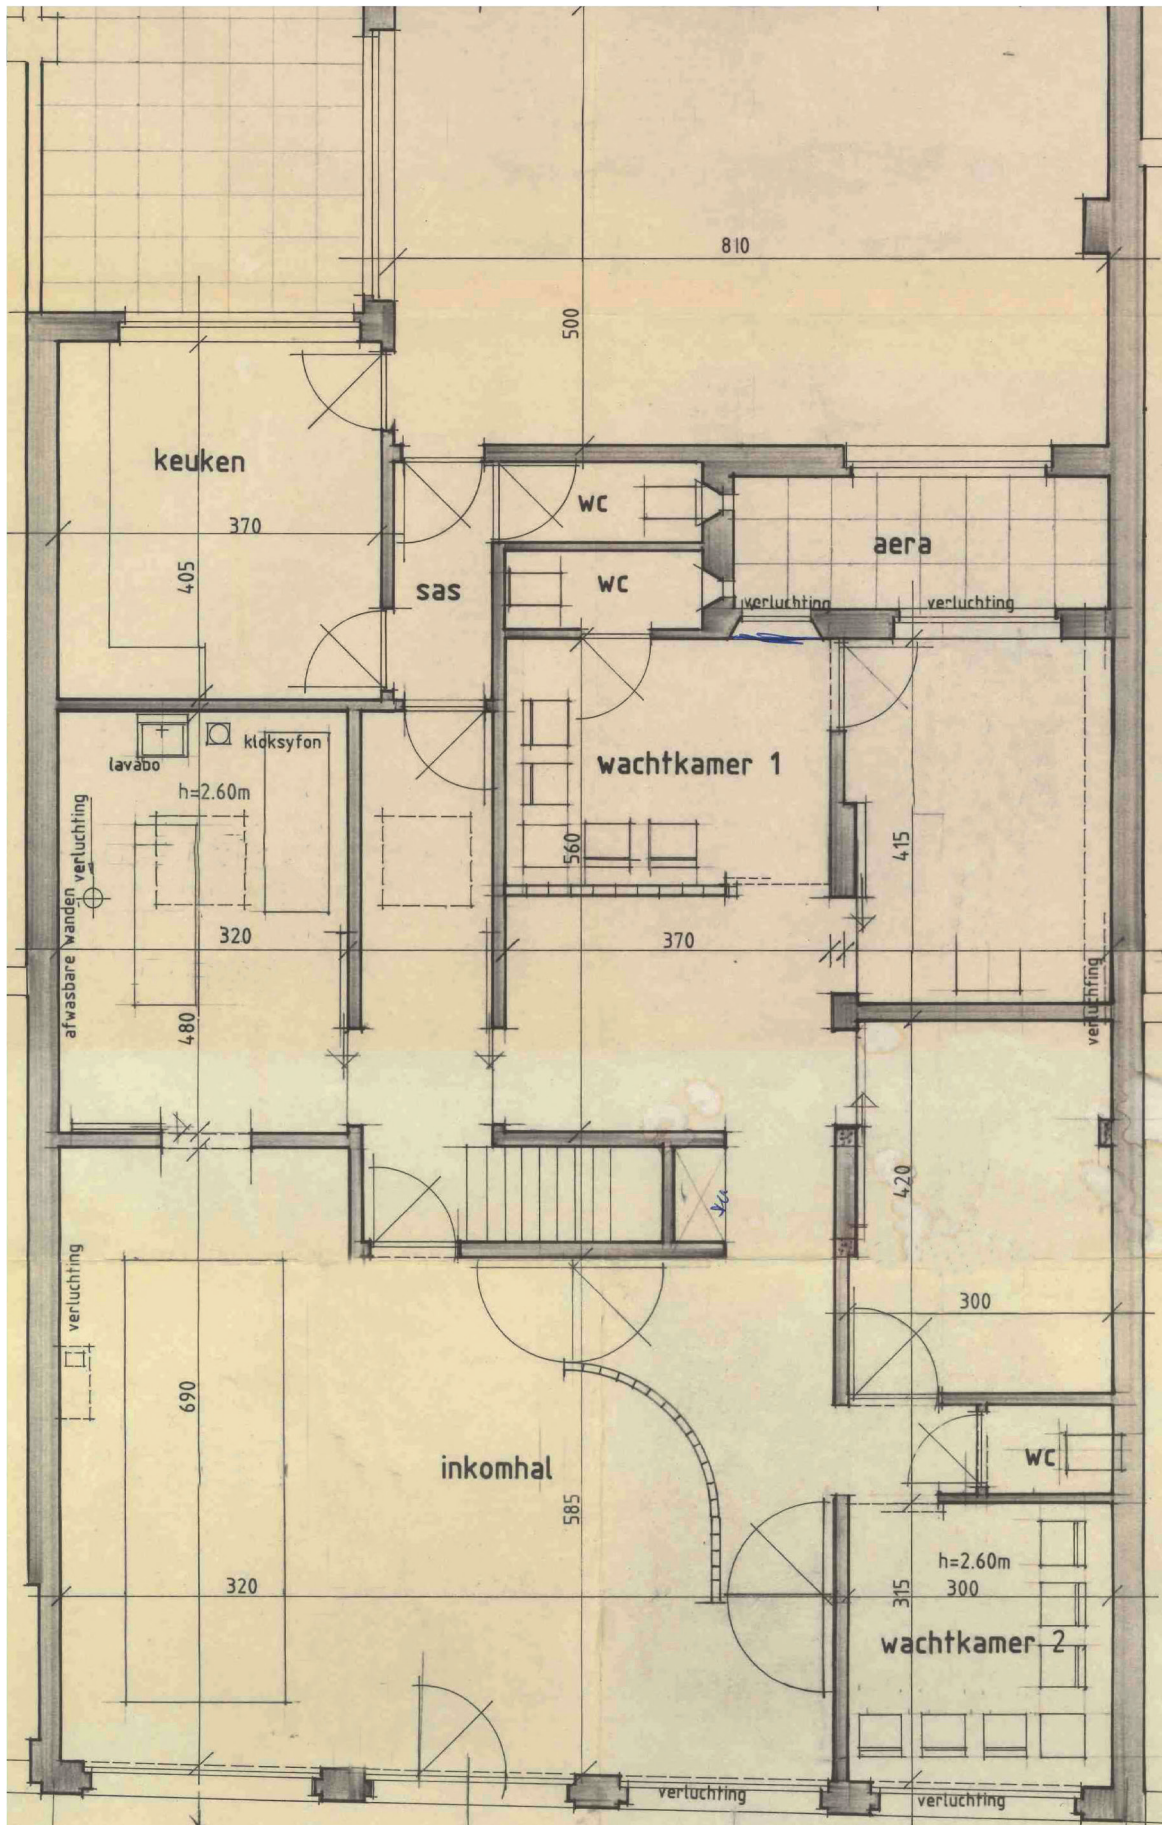 810
500
keuken
370
405
sas
wc
wc
aera
verluchting
verluchting
lavabo
kloksyfon
h=2.60m
afwasbare wanden
verluchting
320
480
wachtkamer 1
560
370
415
verluchting
420
300
verluchting
690
inkomhal
585
320
wc
h=2.60m
315
300
wachtkamer 2
verluchting
verluchting